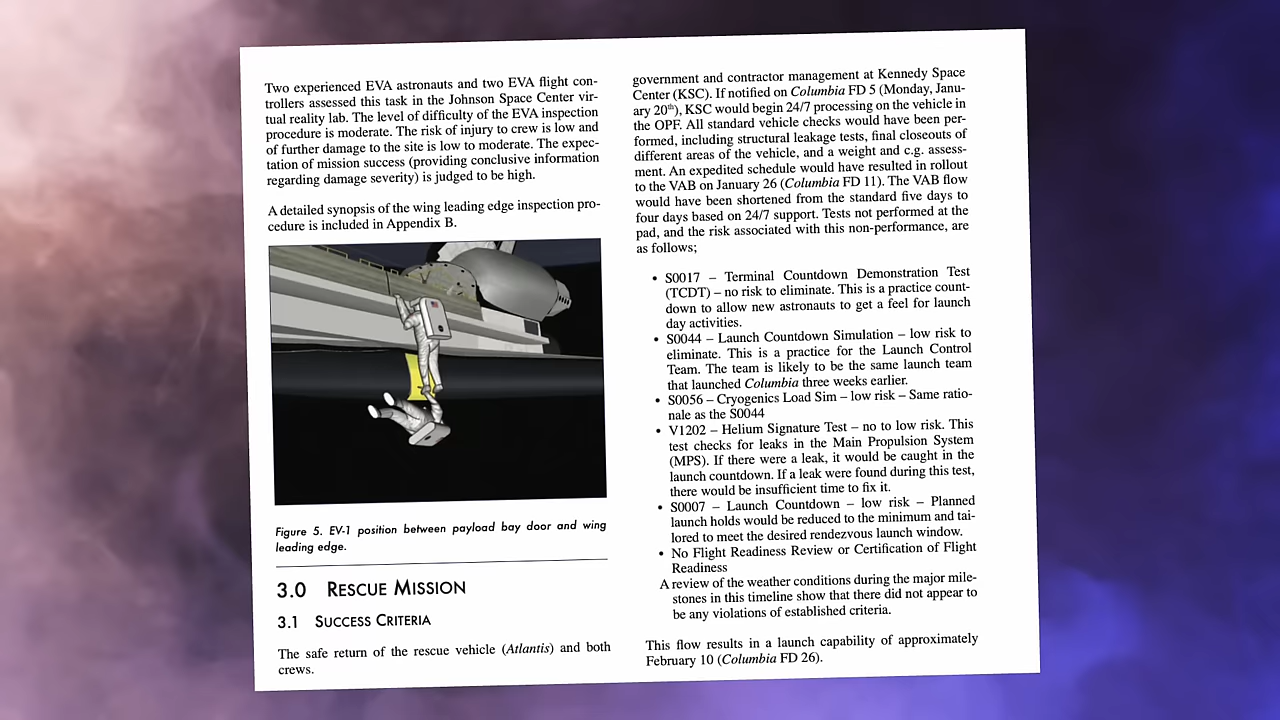 Two experienced EVA astronauts and two EVA flight con-
trollers assessed this task in the Johnson Space Center vir-
tual reality lab. The level of difficulty of the EVA inspection
procedure is moderate. The risk of injury to crew is low and
of further damage to the site is low to moderate. The expec-
tation of mission success (providing conclusive information
regarding damage severity) is judged to be high.
A detailed synopsis of the wing leading edge inspection pro-
cedure is included in Appendix B.
Figure 5. EV-1 position between payload bay door and wing
leading edge.
3.0 RESCUE MISSION
3.1 SUCCESS CRITERIA
The safe return of the rescue vehicle (Atlantis) and both
crews.
government and contractor management at Kennedy Space
Center (KSC). If notified on Columbia FD 5 (Monday, Janu-
ary 20th), KSC would begin 24/7 processing on the vehicle in
the OPF. All standard vehicle checks would have been per-
formed, including structural leakage tests, final closeouts of
different areas of the vehicle, and a weight and c.g. assess-
ment. An expedited schedule would have resulted in rollout
to the VAB on January 26 (Columbia FD 11). The VAB flow
would have been shortened from the standard five days to
four days based on 24/7 support. Tests not performed at the
pad, and the risk associated with this non-performance, are
as follows;
• S0017 – Terminal Countdown Demonstration Test
(TCDT) – no risk to eliminate. This is a practice count-
down to allow new astronauts to get a feel for launch
day activities.
• S0044 – Launch Countdown Simulation – low risk to
eliminate. This is a practice for the Launch Control
Team. The team is likely to be the same launch team
that launched Columbia three weeks earlier.
• S0056 – Cryogenics Load Sim – low risk – Same ratio-
nale as the S0044
• V1202 – Helium Signature Test – no to low risk. This
test checks for leaks in the Main Propulsion System
(MPS). If there were a leak, it would be caught in the
launch countdown. If a leak were found during this test,
there would be insufficient time to fix it.
• S0007 – Launch Countdown – low risk – Planned
launch holds would be reduced to the minimum and tai-
lored to meet the desired rendezvous launch window.
• No Flight Readiness Review or Certification of Flight
Readiness
A review of the weather conditions during the major mile-
stones in this timeline show that there did not appear to
be any violations of established criteria.
This flow results in a launch capability of approximately
February 10 (Columbia FD 26).